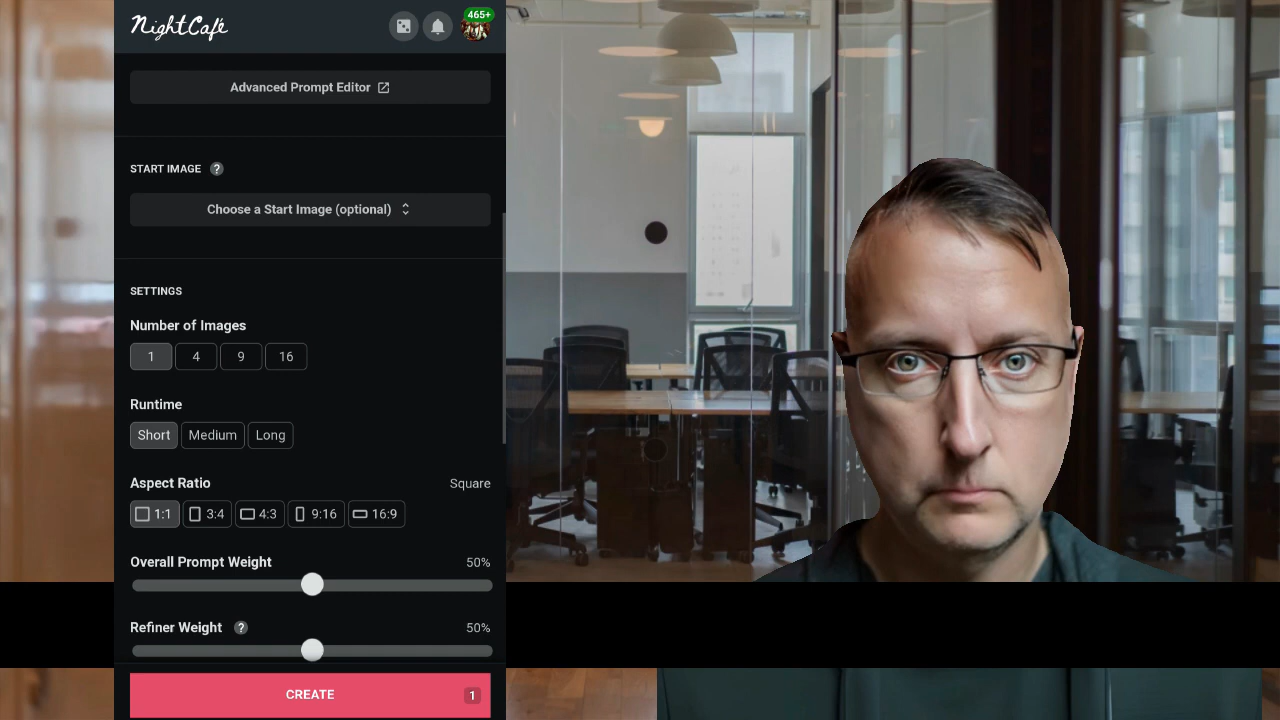 NightCafé
465+
Advanced Prompt Editor
START IMAGE ?
Choose a Start Image (optional)
SETTINGS
Number of Images
1 4 9 16
Runtime
Short Medium Long
Aspect Ratio Square
1:1 3:4 4:3 9:16 16:9
Overall Prompt Weight 50%
Refiner Weight ? 50%
CREATE 1